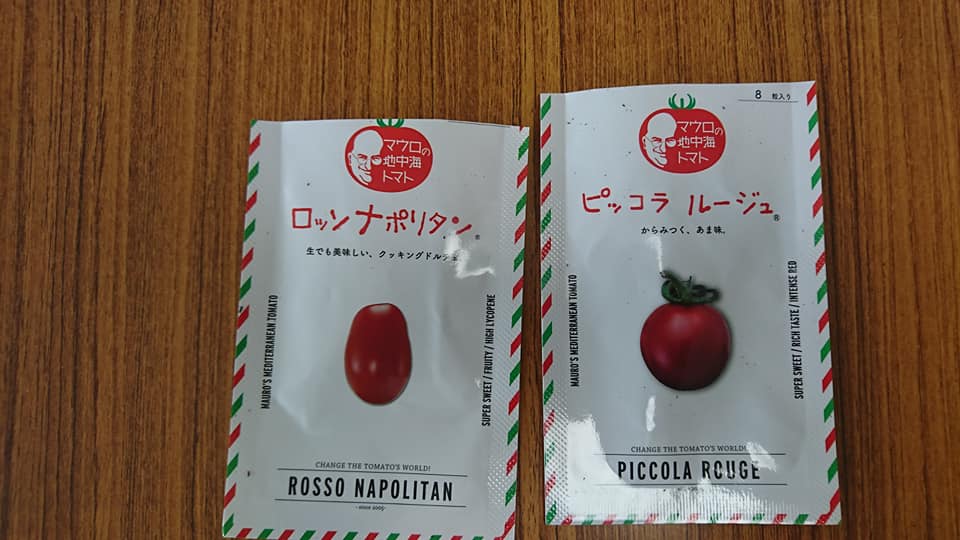 マウロの
地中海
トマト
ロッソ ナポリタン®
生でも美味しい、クッキングドルチェ。
MAURO'S MEDITERRANEAN TOMATO
SUPER SWEET / FRUITY / HIGH LYCOPENE
CHANGE THE TOMATO'S WORLD!
ROSSO NAPOLITAN
- since 2005 -
8 粒入り
マウロの
地中海
トマト
ピッコラ ルージュ®
からみつく、あま味。
MAURO'S MEDITERRANEAN TOMATO
SUPER SWEET / RICH TASTE / INTENSE RED
CHANGE THE TOMATO'S WORLD!
PICCOLA ROUGE